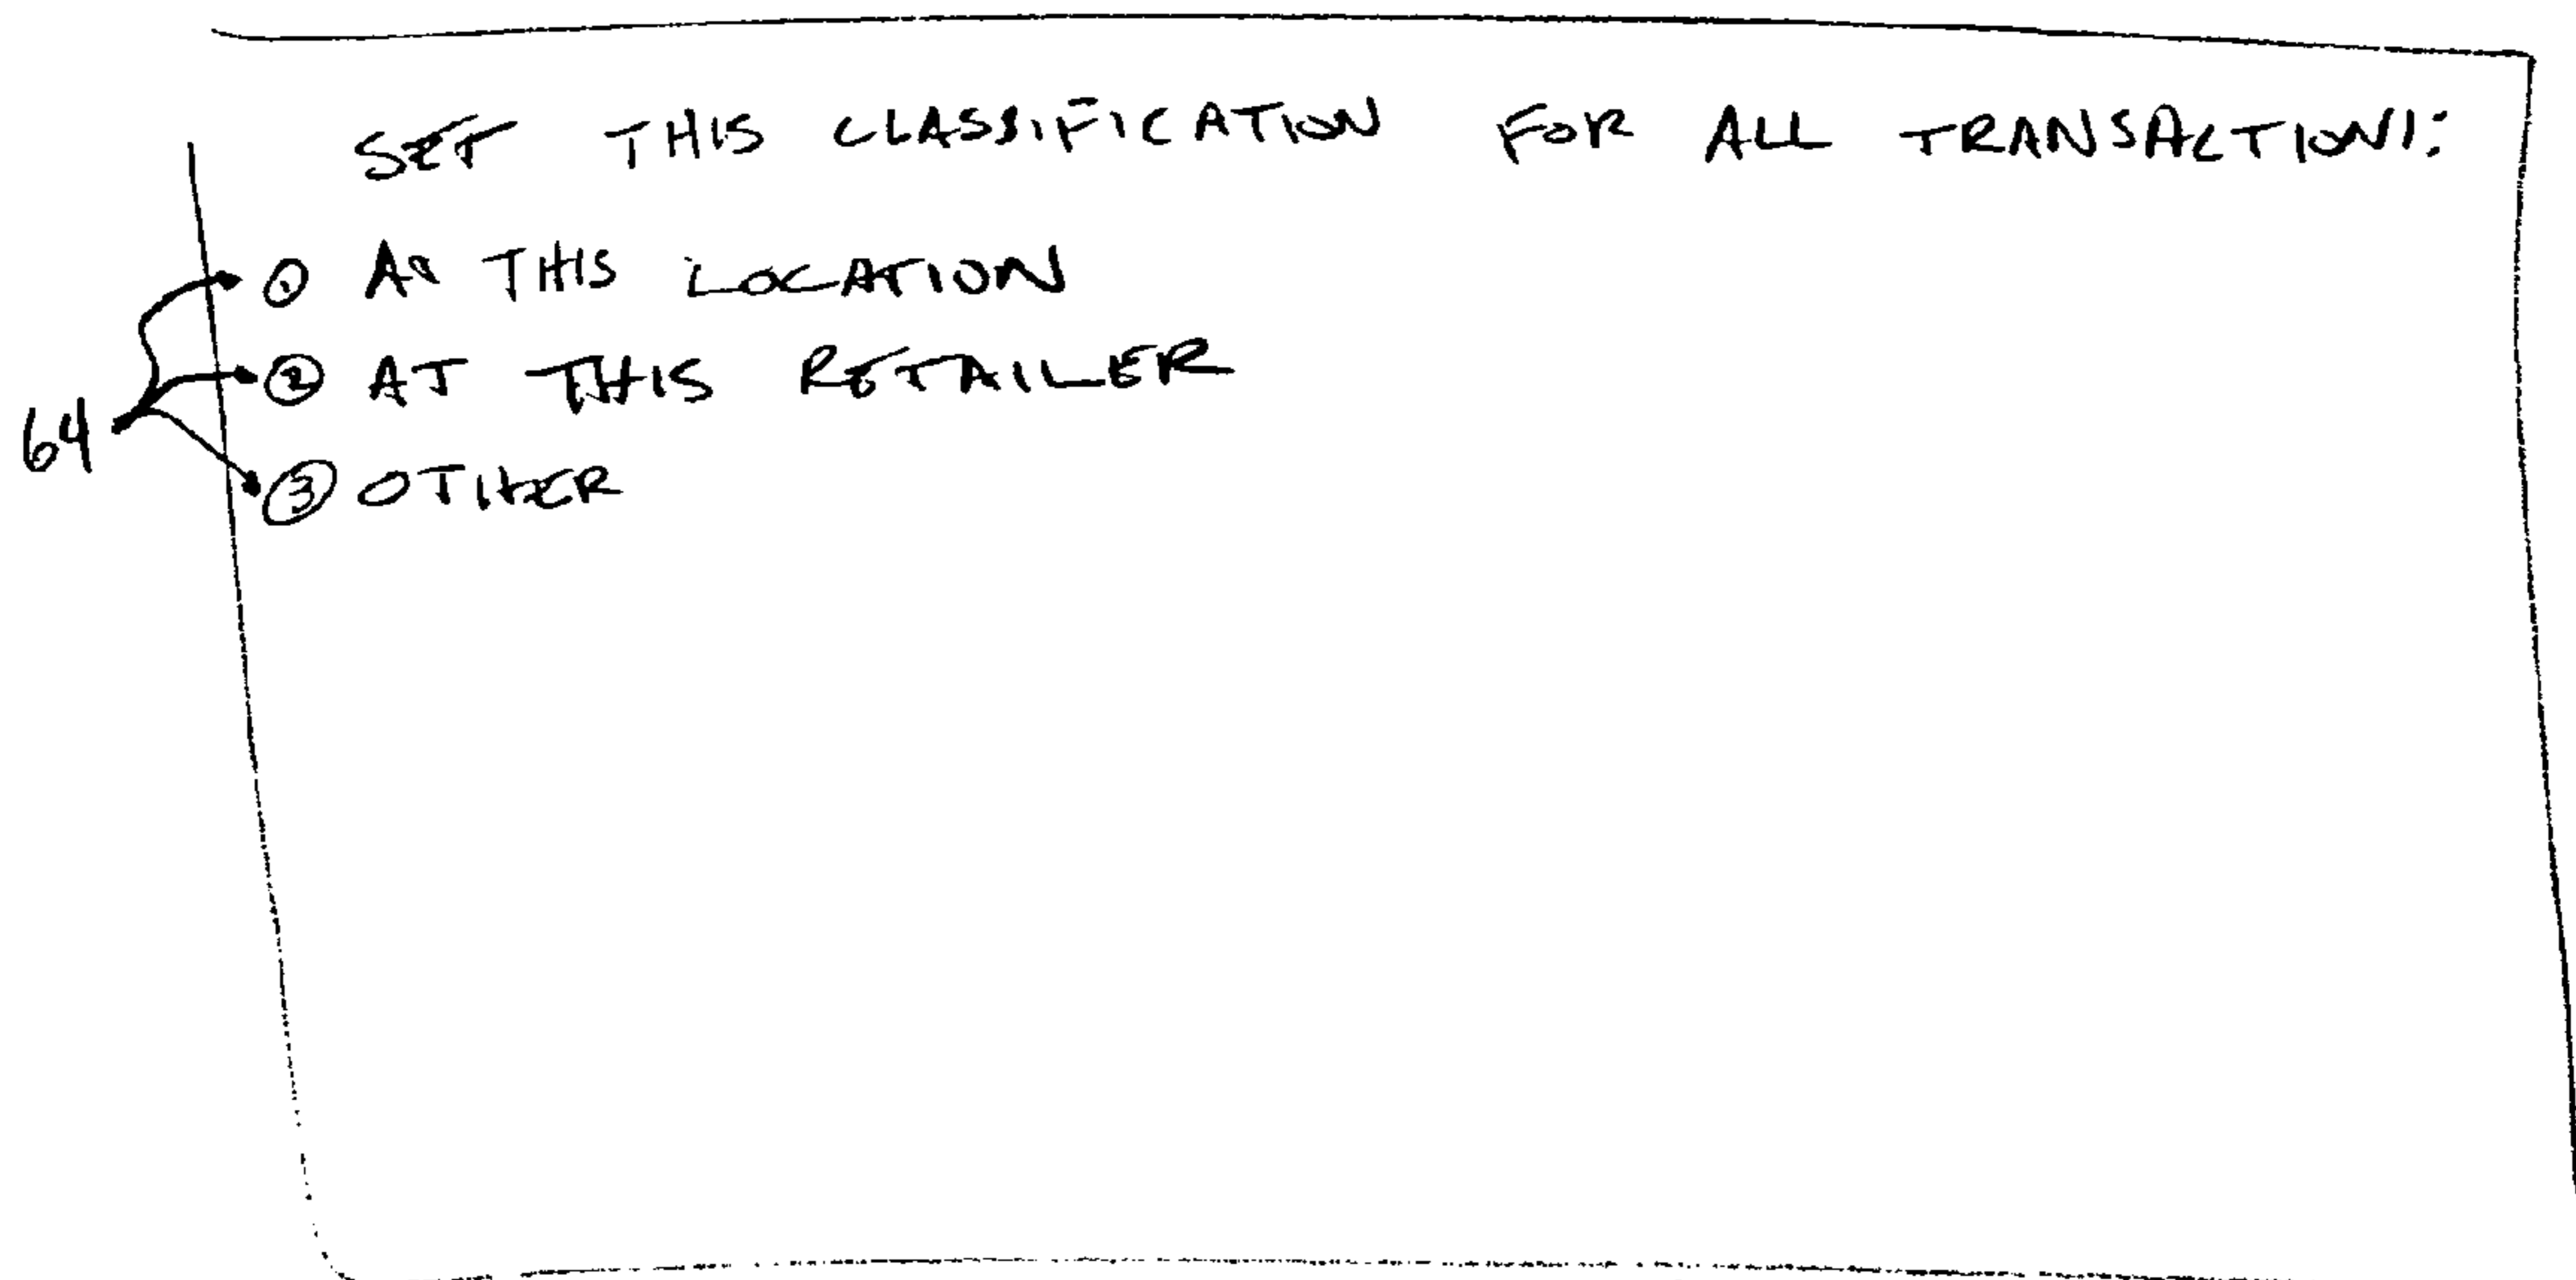 SET THIS CLASSIFICATION FOR ALL TRANSACTIONS:
① AT THIS LOCATION
② AT THIS RETAILER
64
③ OTHER